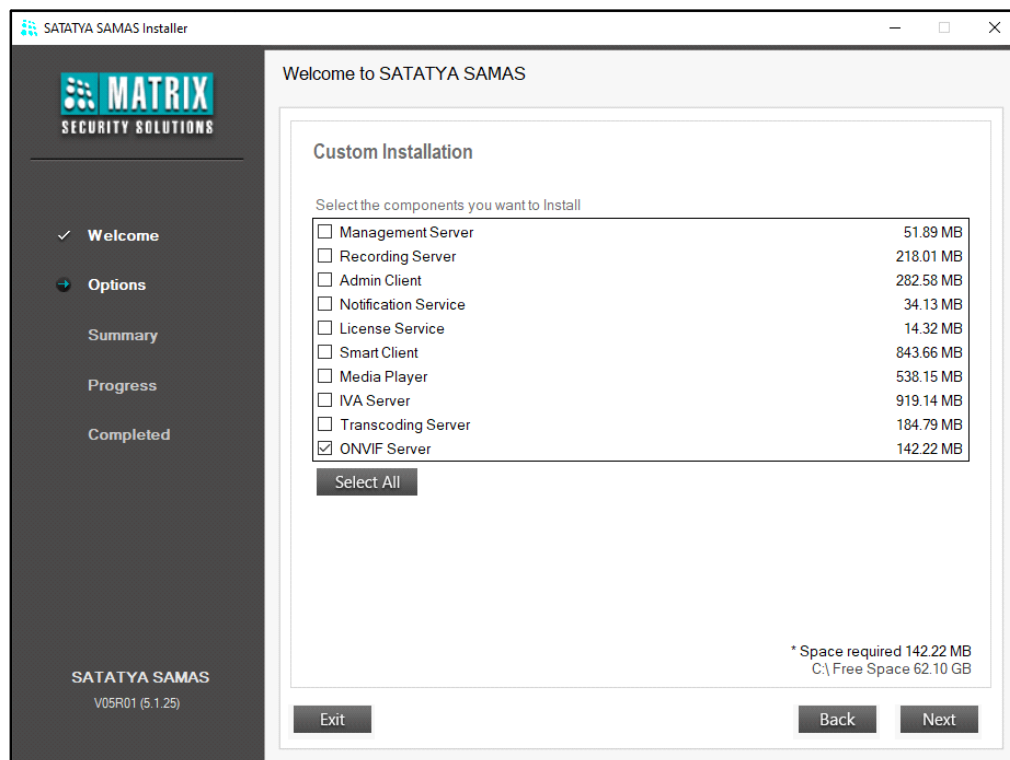 SATATYA SAMAS Installer
MATRIX
SECURITY SOLUTIONS
Welcome
Options
Summary
Progress
Completed
SATATYA SAMAS
V05R01 (5.1.25)
Welcome to SATATYA SAMAS
Custom Installation
Select the components you want to Install
Management Server 51.89 MB
Recording Server 218.01 MB
Admin Client 282.58 MB
Notification Service 34.13 MB
License Service 14.32 MB
Smart Client 843.66 MB
Media Player 538.15 MB
IVA Server 919.14 MB
Transcoding Server 184.79 MB
ONVIF Server 142.22 MB
Select All
* Space required 142.22 MB
C:\ Free Space 62.10 GB
Exit Back Next